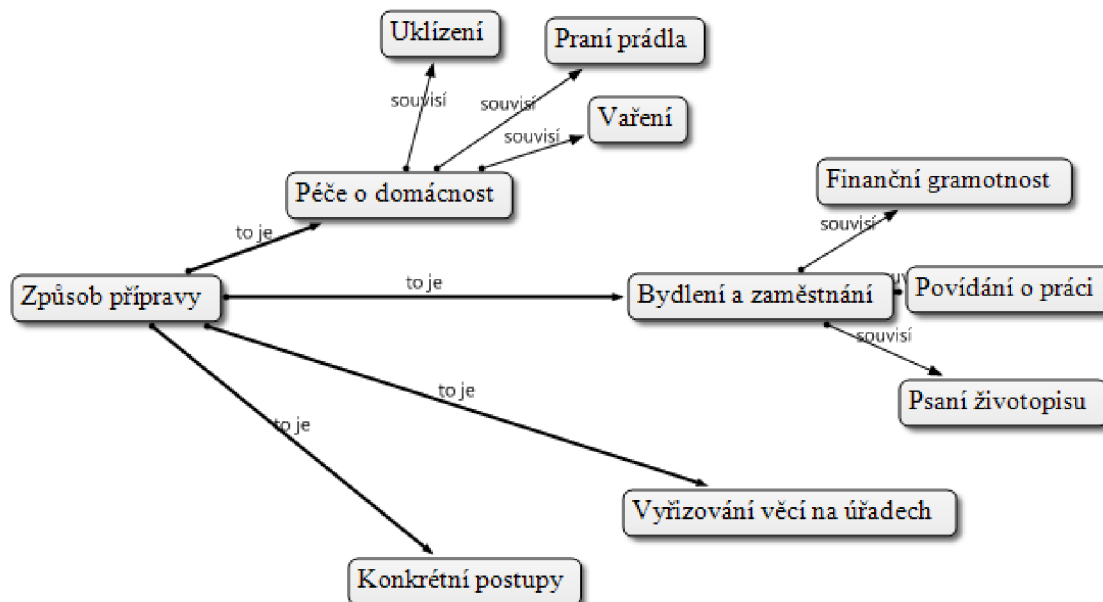 Uklízení
Praní prádla
souvisí
souvisí
Vaření
souvisí
Péče o domácnost
Finanční gramotnost
souvisí
to je
Způsob přípravy
to je
Bydlení a zaměstnání
Povídání o práci
souvisí
Psaní životopisu
to je
to je
Vyřizování věcí na úřadech
Konkrétní postupy